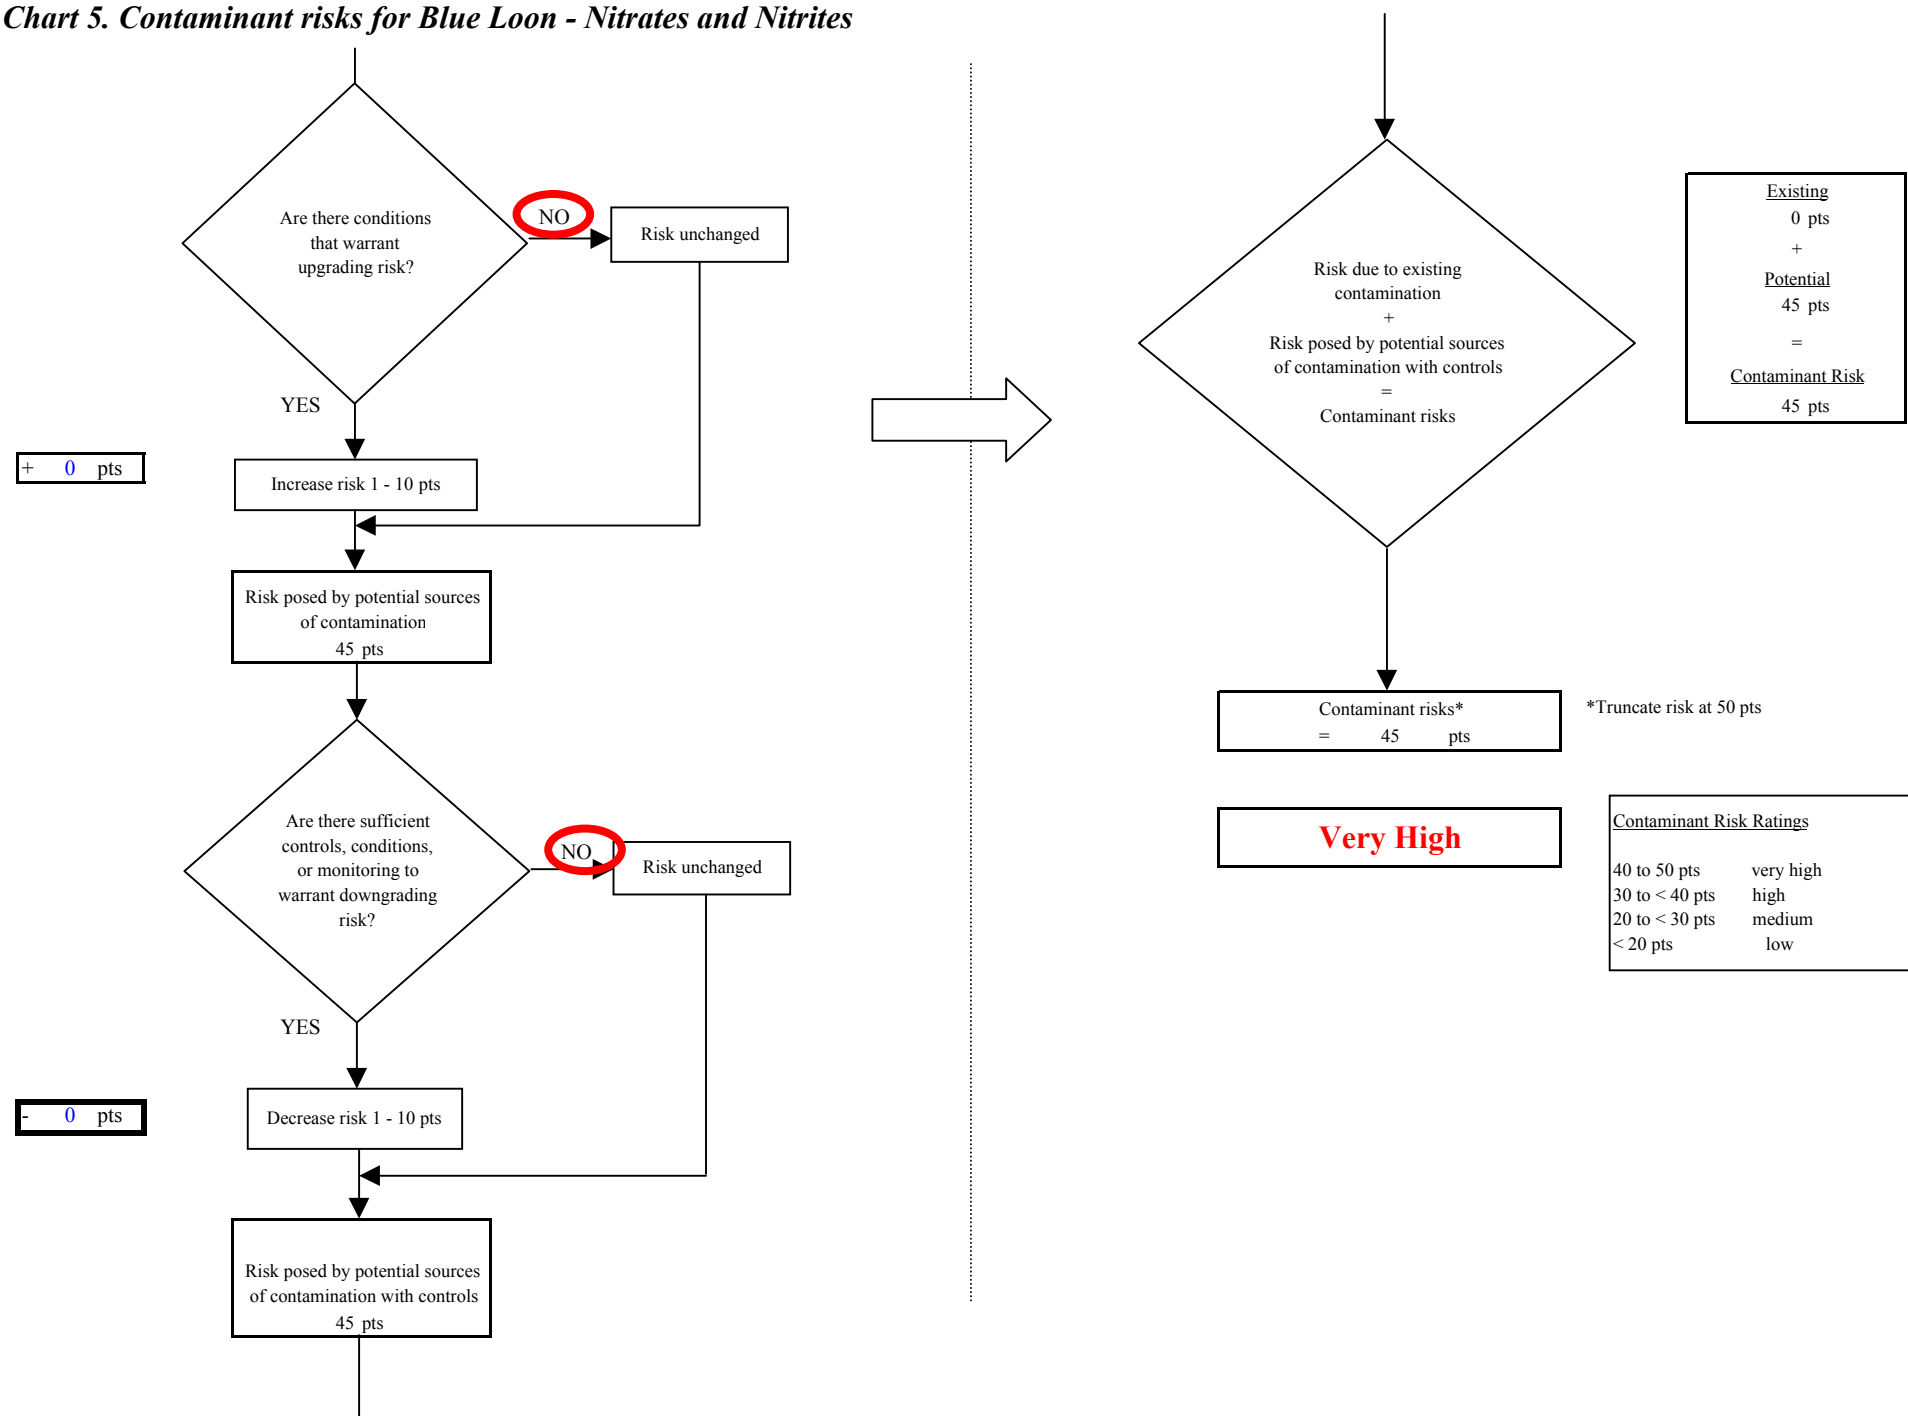 Chart 5. Contaminant risks for Blue Loon - Nitrates and Nitrites
Are there conditions
that warrant
upgrading risk?
NO
Risk unchanged
YES
+ 0 pts
Increase risk 1 - 10 pts
Risk posed by potential sources
of contamination
45 pts
Are there sufficient
controls, conditions,
or monitoring to
warrant downgrading
risk?
NO
Risk unchanged
YES
- 0 pts
Decrease risk 1 - 10 pts
Risk posed by potential sources
of contamination with controls
45 pts
Risk due to existing
contamination
+
Risk posed by potential sources
of contamination with controls
=
Contaminant risks
Existing
0 pts
+
Potential
45 pts
=
Contaminant Risk
45 pts
Contaminant risks*
= 45 pts
*Truncate risk at 50 pts
Very High
Contaminant Risk Ratings
40 to 50 pts very high
30 to < 40 pts high
20 to < 30 pts medium
< 20 pts low